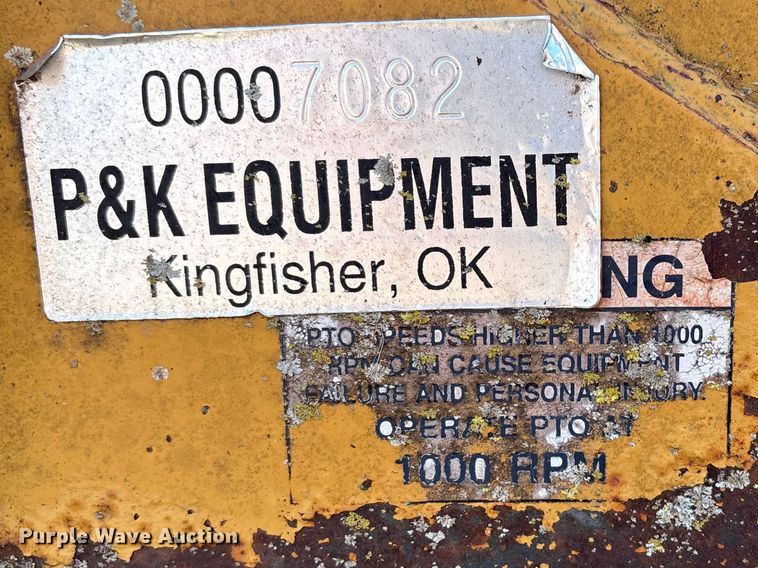 00007082
P&K EQUIPMENT
Kingfisher, OK
NG
PTO SPEEDS HIGHER THAN 1000
RPM CAN CAUSE EQUIPMENT
FAILURE AND PERSONAL INJURY.
OPERATE PTO AT
1000 RPM
Purple Wave Auction